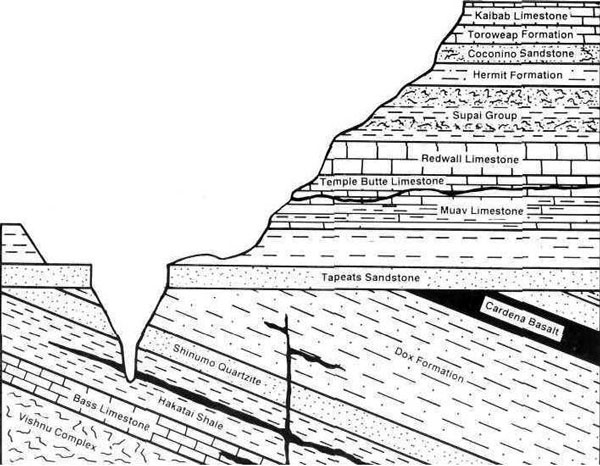 Kaibab Limestone
Toroweap Formation
Coconino Sandstone
Hermit Formation
Supai Group
Redwall Limestone
Temple Butte Limestone
Muav Limestone
Tapeats Sandstone
Cardena Basalt
Dox Formation
Shinumo Quartzite
Hakatai Shale
Bass Limestone
Vishnu Complex